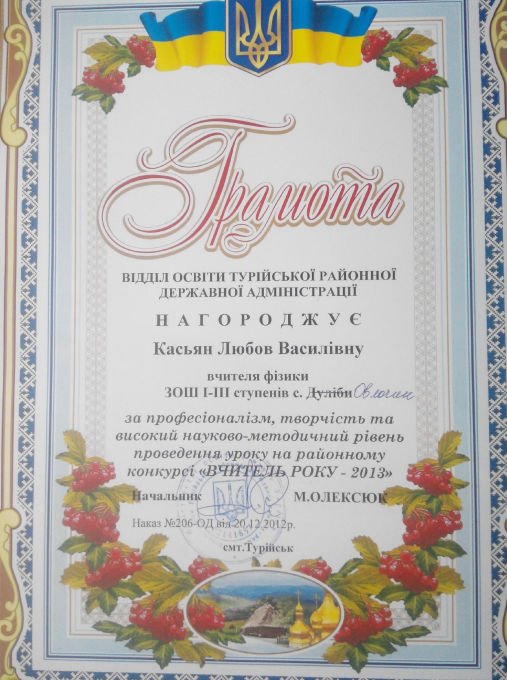 Грамота
ВІДДІЛ ОСВІТИ ТУРІЙСЬКОЇ РАЙОННОЇ
ДЕРЖАВНОЇ АДМІНІСТРАЦІЇ
НАГОРОДЖУЄ
Касьян Любов Василівну
вчителя фізики
ЗОШ І-ІІІ ступенів с. Дуліби Овлочин
за професіоналізм, творчість та
високий науково-методичний рівень
проведення уроку на районному
конкурсі «ВЧИТЕЛЬ РОКУ - 2013»
Начальник М.ОЛЕКСЮК
Наказ №206-ОД від 20.12.2012р.
смт.Турійськ